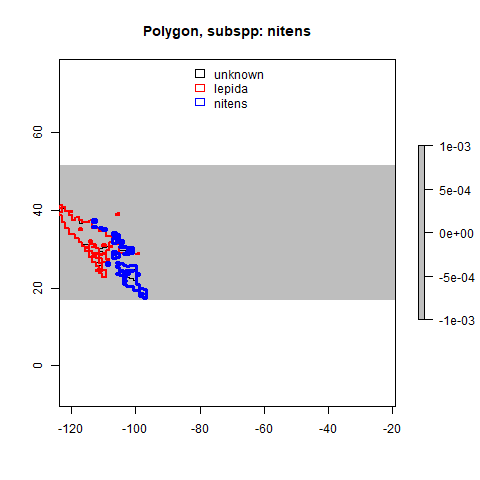 Polygon, subspp: nitens
unknown
lepida
nitens
60
40
20
0
-120
-100
-80
-60
-40
-20
1e-03
5e-04
0e+00
-5e-04
-1e-03